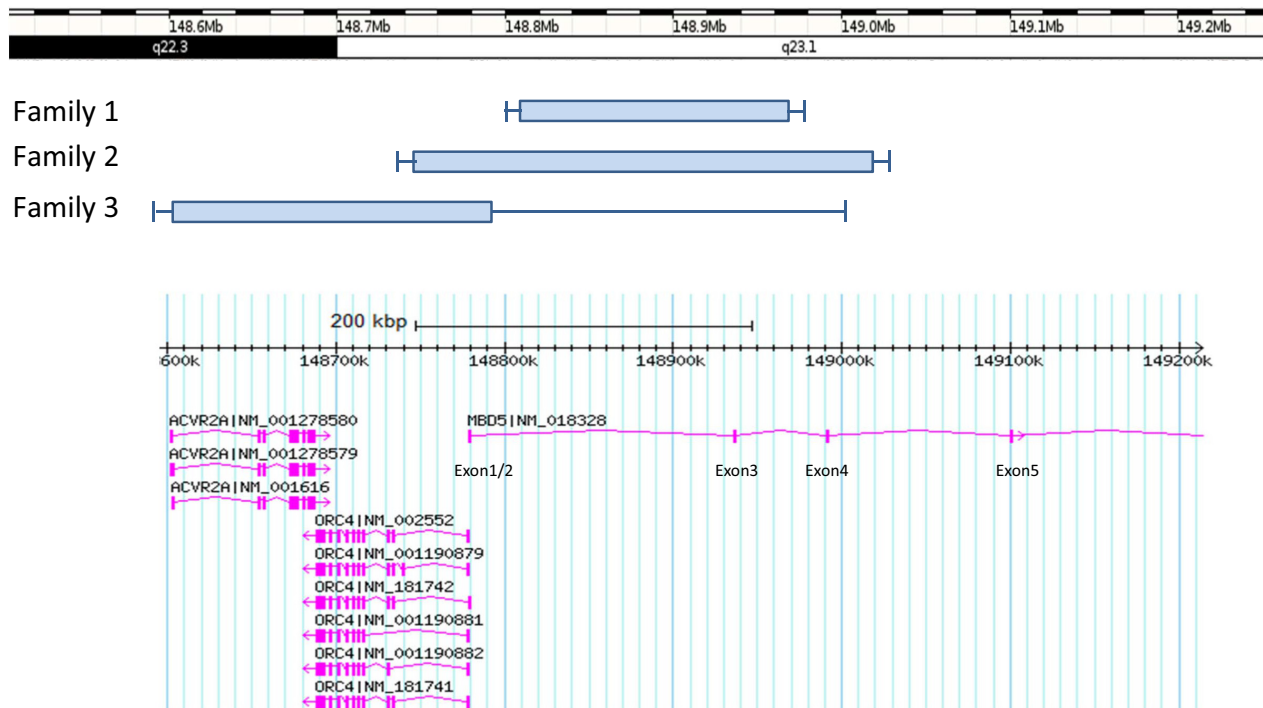 148.6Mb 148.7Mb 148.8Mb 148.9Mb 149.0Mb 149.1Mb 149.2Mb
q22.3 q23.1
Family 1
Family 2
Family 3
200 kbp
600k 148700k 148800k 148900k 149000k 149100k 149200k
ACVR2A|NM_001278580 MBD5|NM_018328
ACVR2A|NM_001278579 Exon1/2 Exon3 Exon4 Exon5
ACVR2A|NM_001616
ORC4|NM_002552
ORC4|NM_001190879
ORC4|NM_181742
ORC4|NM_001190881
ORC4|NM_001190882
ORC4|NM_181741